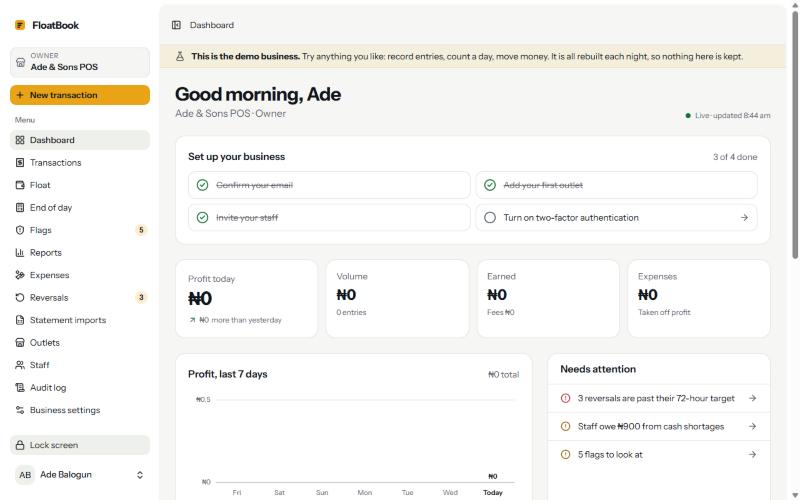 FloatBook
Dashboard
OWNER
Ade & Sons POS
This is the demo business. Try anything you like: record entries, count a day, move money. It is all rebuilt each night, so nothing here is kept.
New transaction
Menu
Dashboard
Transactions
Float
End of day
Flags 5
Reports
Expenses
Reversals 3
Statement imports
Outlets
Staff
Audit log
Business settings
Lock screen
AB Ade Balogun
Good morning, Ade
Ade & Sons POS · Owner
Live · updated 8:44 am
Set up your business
3 of 4 done
Confirm your email
Add your first outlet
Invite your staff
Turn on two-factor authentication
Profit today
₦0
₦0 more than yesterday
Volume
₦0
0 entries
Earned
₦0
Fees ₦0
Expenses
₦0
Taken off profit
Profit, last 7 days
₦0 total
₦0.5
₦0
₦0
Fri Sat Sun Mon Tue Wed Today
Needs attention
3 reversals are past their 72-hour target
Staff owe ₦900 from cash shortages
5 flags to look at